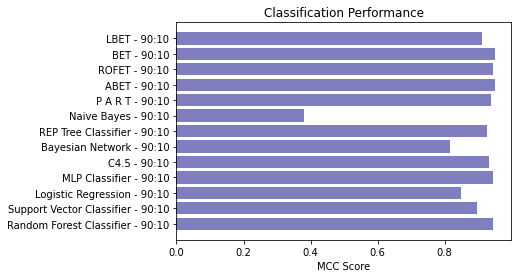 Classification Performance
LBET - 90:10
BET - 90:10
ROFET - 90:10
ABET - 90:10
P A R T - 90:10
Naive Bayes - 90:10
REP Tree Classifier - 90:10
Bayesian Network - 90:10
C4.5 - 90:10
MLP Classifier - 90:10
Logistic Regression - 90:10
Support Vector Classifier - 90:10
Random Forest Classifier - 90:10
0.0 0.2 0.4 0.6 0.8
MCC Score